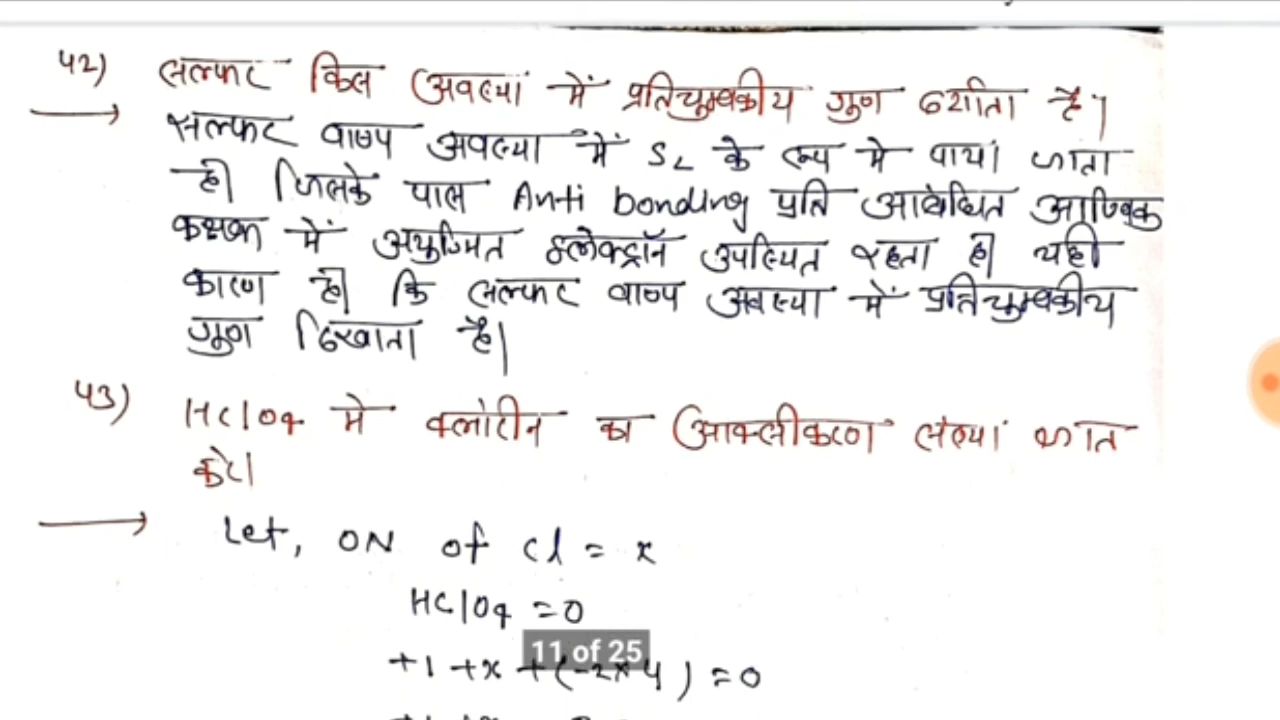 42) सल्फर किस अवस्था में प्रतिचुम्बकीय गुण दर्शाता है।
सल्फर वाष्प अवस्था में S2 के रूप मे पाया जाता
है। जिसके पास Anti bonding प्रति आबंधित आण्विक
कक्षक में अयुग्मित इलेक्ट्रॉन उपस्थित रहता है। यही
कारण है। कि सल्फर वाष्प अवस्था में प्रतिचुम्बकीय
गुण दिखाता है।
43) HClO4 मे क्लोरीन का आक्सीकरण संख्या ज्ञात
करे।
Let, ON of Cl = x
HClO4 = 0
+1 +x +(-2×4) = 0
11 of 25